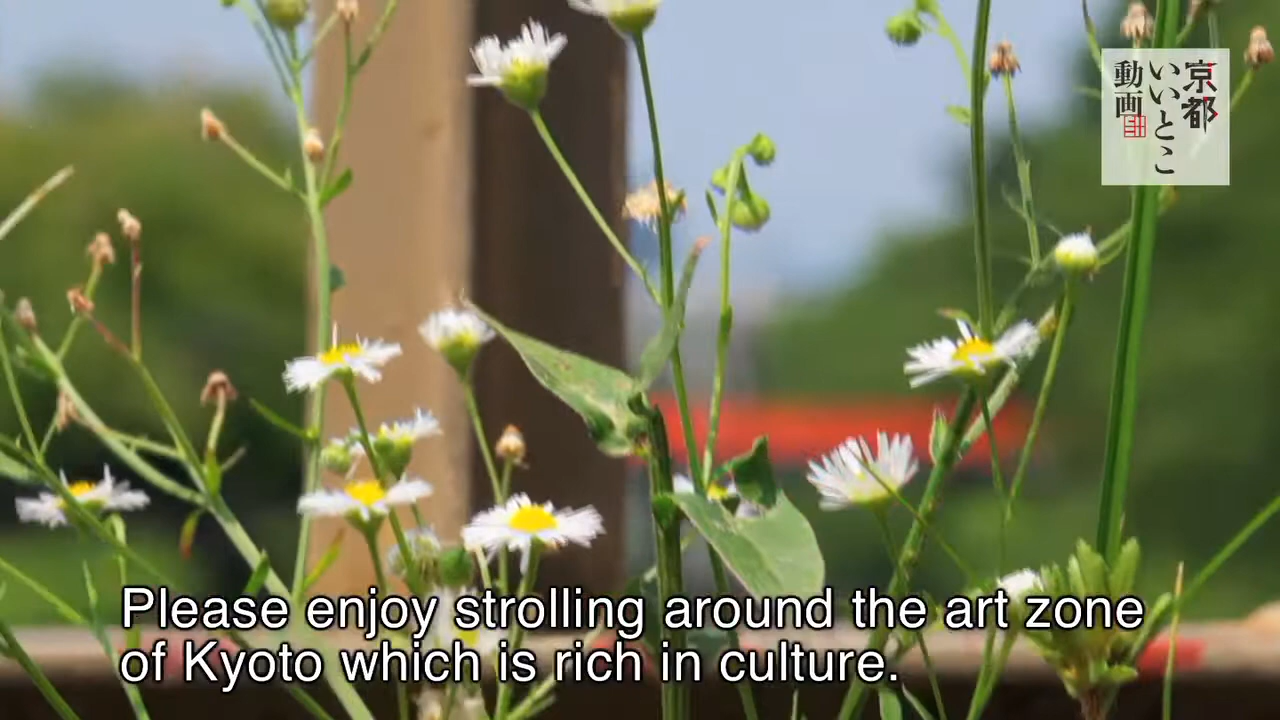 京都
いいとこ
動画
Please enjoy strolling around the art zone
of Kyoto which is rich in culture.